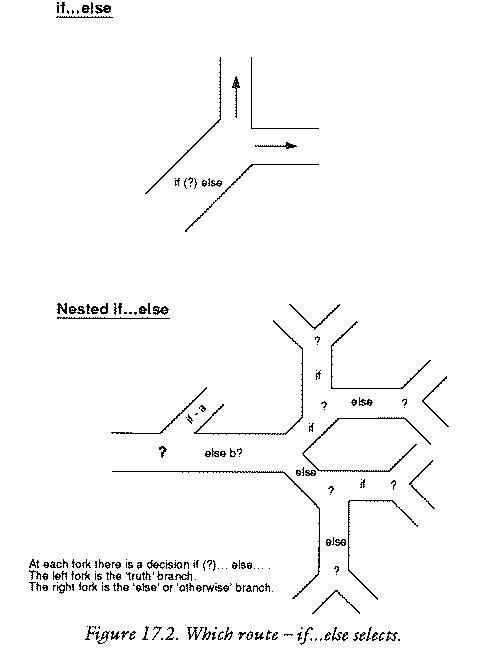 if...else
if (?) else
Nested if...else
?
if
?
else
?
if - a
if
?
else b?
else
?
if
?
else
?
At each fork there is a decision if (?)... else... .
The left fork is the 'truth' branch.
The right fork is the 'else' or 'otherwise' branch.
Figure 17.2. Which route – if...else selects.